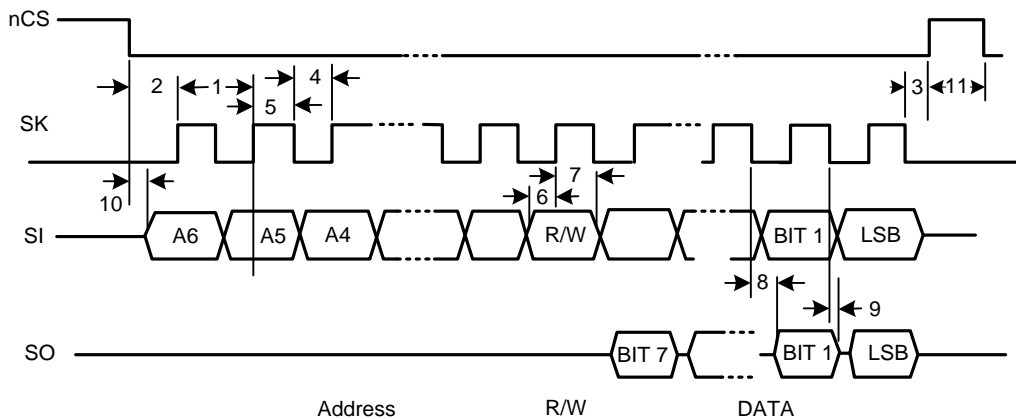 nCS
2 1 4 3 11
5
SK
7
10 6
SI A6 A5 A4 R/W BIT 1 LSB
8 9
SO BIT 7 BIT 1 LSB
Address R/W DATA